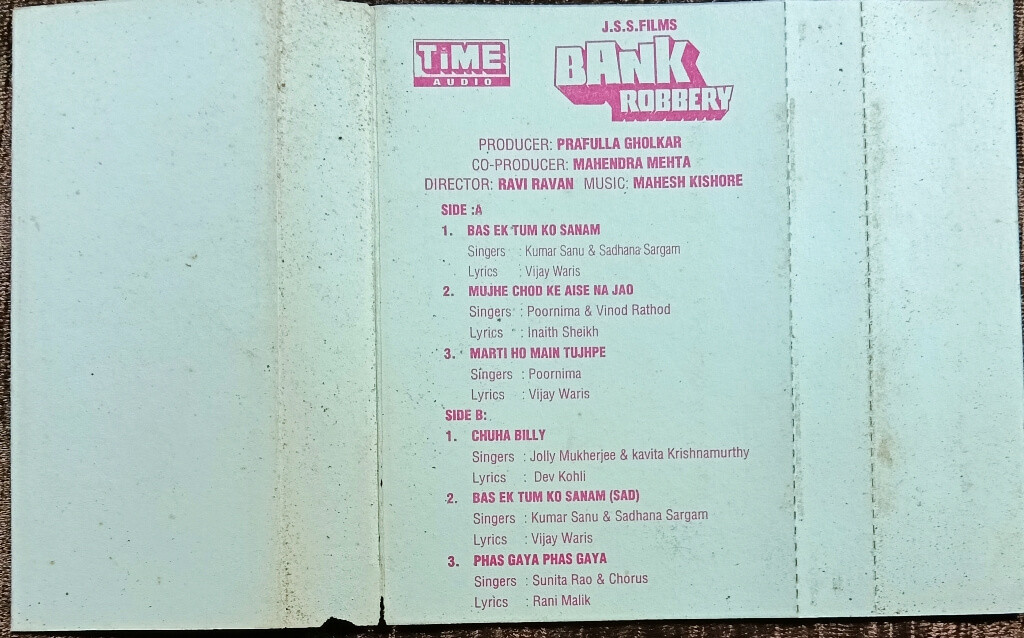 J.S.S.FILMS
TiME
AUDIO
BANK
ROBBERY
PRODUCER: PRAFULLA GHOLKAR
CO-PRODUCER: MAHENDRA MEHTA
DIRECTOR: RAVI RAVAN MUSIC: MAHESH KISHORE
SIDE :A
1. BAS EK TUM KO SANAM
Singers : Kumar Sanu & Sadhana Sargam
Lyrics : Vijay Waris
2. MUJHE CHOD KE AISE NA JAO
Singers : Poornima & Vinod Rathod
Lyrics : Inaith Sheikh
3. MARTI HO MAIN TUJHPE
Singers : Poornima
Lyrics : Vijay Waris
SIDE B:
1. CHUHA BILLY
Singers : Jolly Mukherjee & kavita Krishnamurthy
Lyrics : Dev Kohli
2. BAS EK TUM KO SANAM (SAD)
Singers : Kumar Sanu & Sadhana Sargam
Lyrics : Vijay Waris
3. PHAS GAYA PHAS GAYA
Singers : Sunita Rao & Chorus
Lyrics : Rani Malik